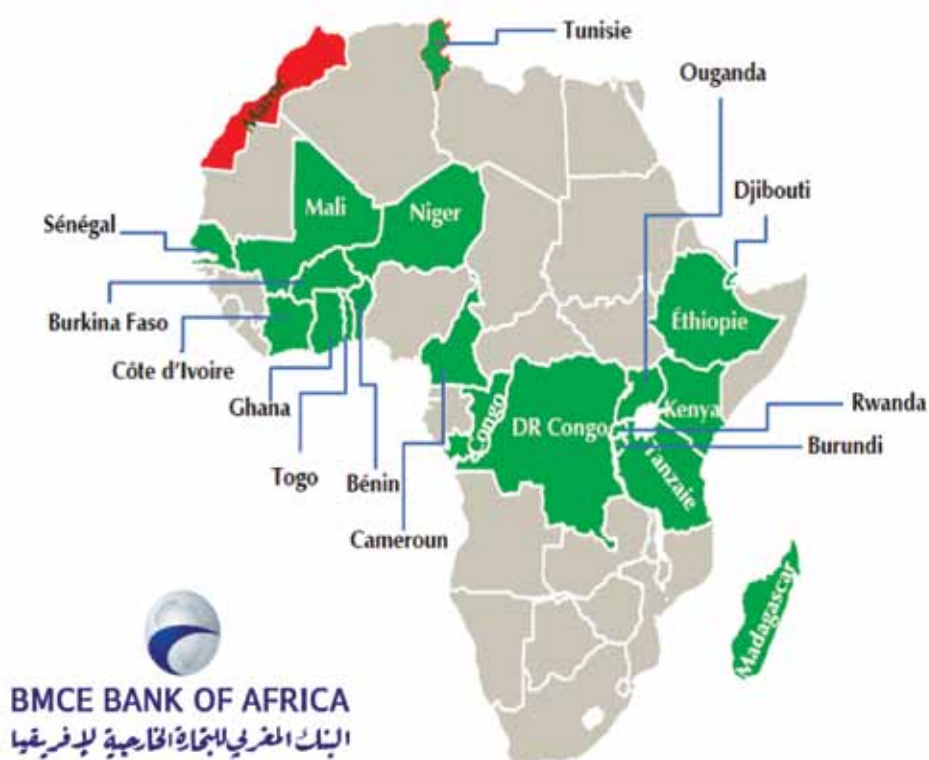 Tunisie
Ouganda
Maroc
Djibouti
Mali
Niger
Sénégal
Burkina Faso
Éthiopie
Côte d'Ivoire
Ghana
Kenya
Rwanda
Congo
DR Congo
Burundi
Togo
Bénin
Tanzaie
Cameroun
Madagascar
BMCE BANK OF AFRICA
البنك المغربي للتجارة الخارجية لإفريقيا